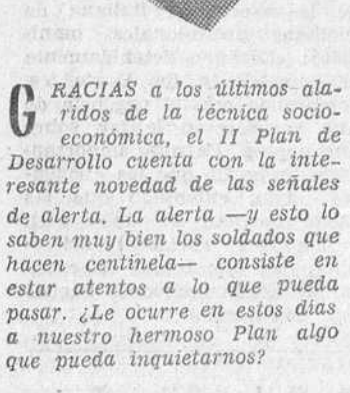 GRACIAS a los últimos ala-
ridos de la técnica socio-
económica, el II Plan de
Desarrollo cuenta con la inte-
resante novedad de las señales
de alerta. La alerta —y esto lo
saben muy bien los soldados que
hacen centinela— consiste en
estar atentos a lo que pueda
pasar. ¿Le ocurre en estos días
a nuestro hermoso Plan algo
que pueda inquietarnos?